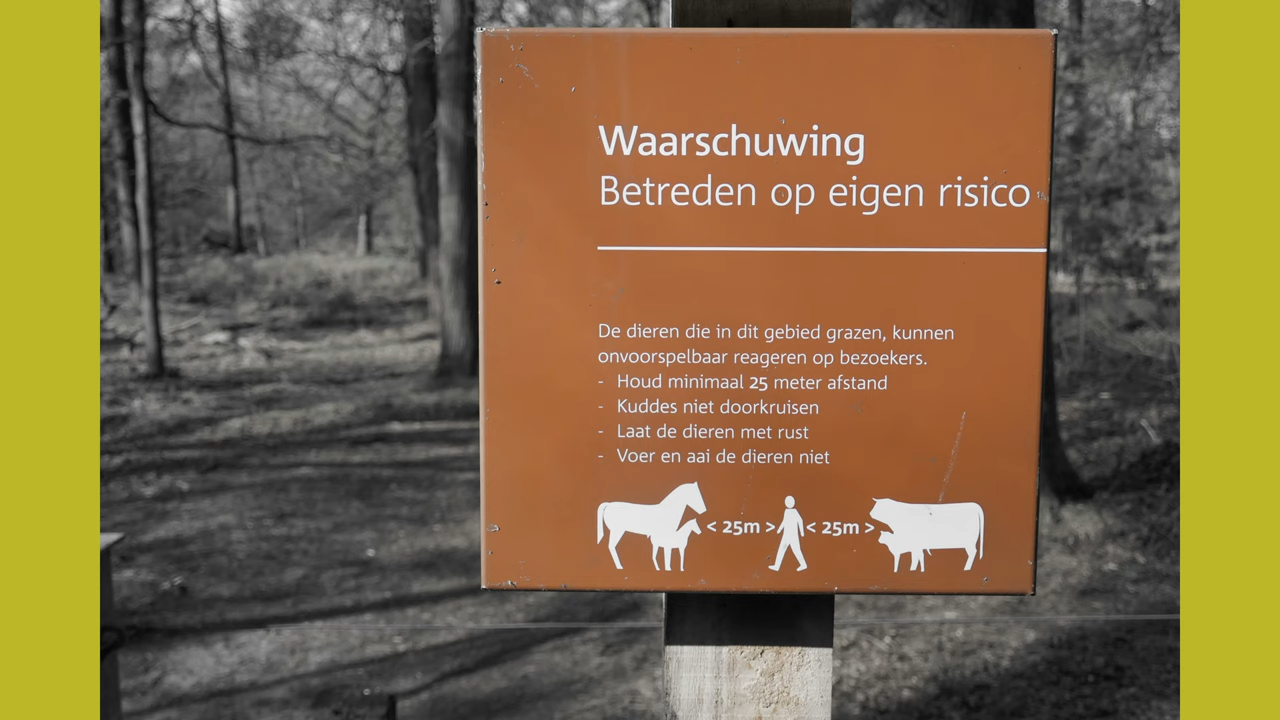 Waarschuwing
Betreden op eigen risico
De dieren die in dit gebied grazen, kunnen
onvoorspelbaar reageren op bezoekers.
- Houd minimaal 25 meter afstand
- Kuddes niet doorkruisen
- Laat de dieren met rust
- Voer en aai de dieren niet
< 25m > < 25m >